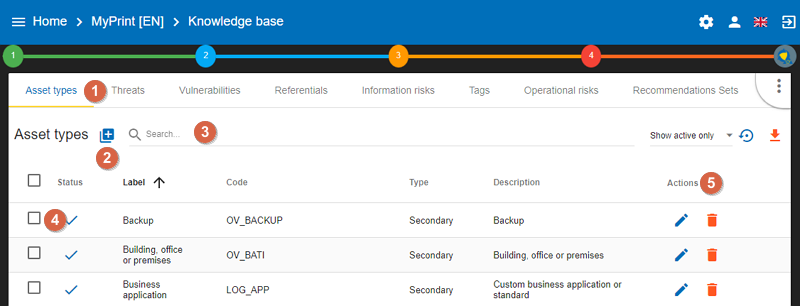 Home > MyPrint [EN] > Knowledge base
1 2 3 4
Asset types 1 Threats Vulnerabilities Referentials Information risks Tags Operational risks Recommendations Sets
Asset types Search... 3 Show active only
2
Status Label Code Type Description Actions 5
4 Backup OV_BACKUP Secondary Backup
Building, office
or premises OV_BATI Secondary Building, office or premises
Business
application LOG_APP Secondary Custom business application or
standard